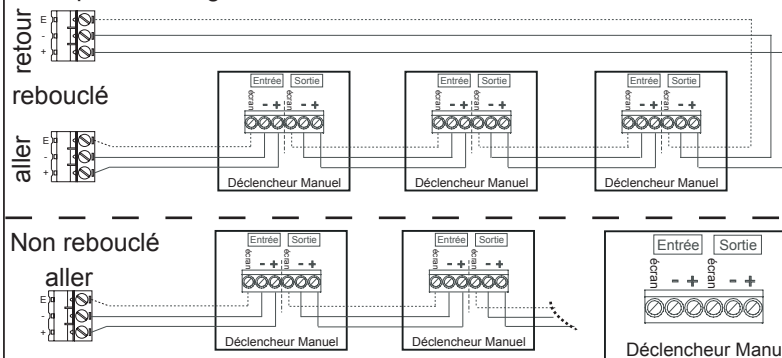 retour
E
-
+
rebouclé
Entrée Sortie
écran - + écran - +
Déclencheur Manuel
Entrée Sortie
écran - + écran - +
Déclencheur Manuel
Entrée Sortie
écran - + écran - +
Déclencheur Manuel
aller
E
-
+
Non rebouclé
aller
E
-
+
Entrée Sortie
écran - + écran - +
Déclencheur Manuel
Entrée Sortie
écran - + écran - +
Déclencheur Manuel
Entrée Sortie
écran - + écran - +
Déclencheur Manu